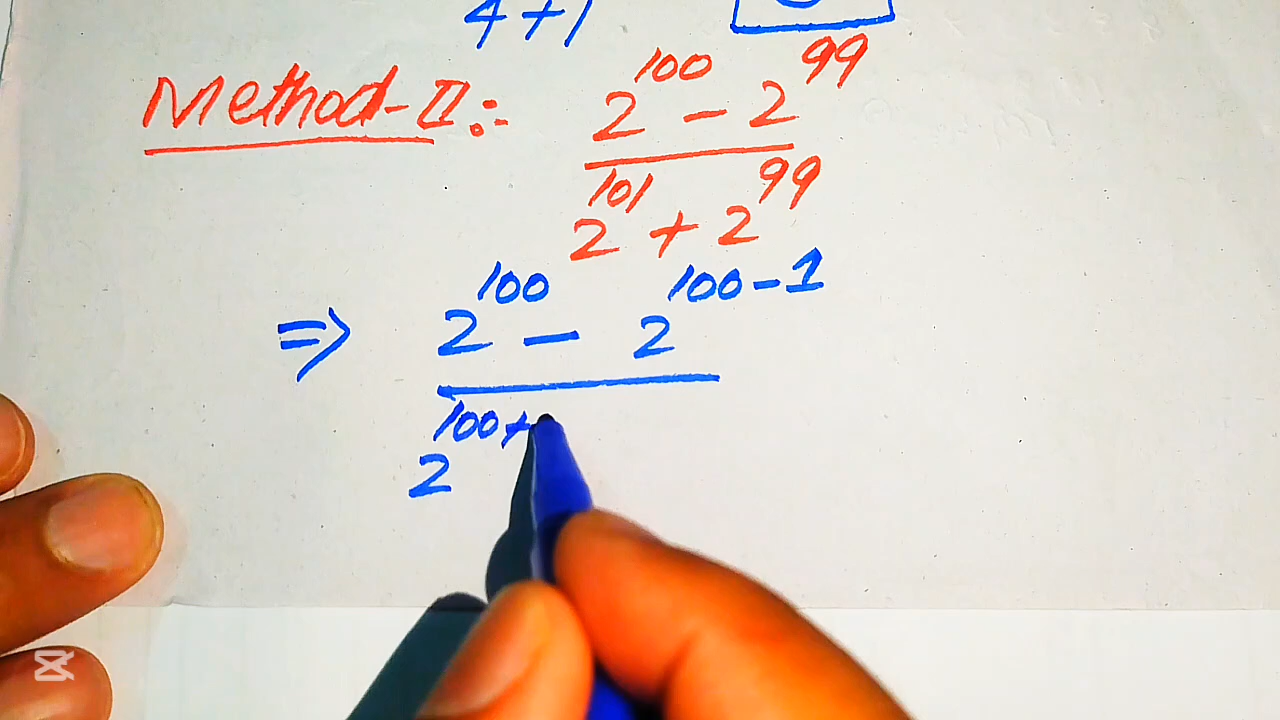 4+1
Method-II:- 2^100 - 2^99
2^101 + 2^99
=> 2^100 - 2^100-1
2^100+